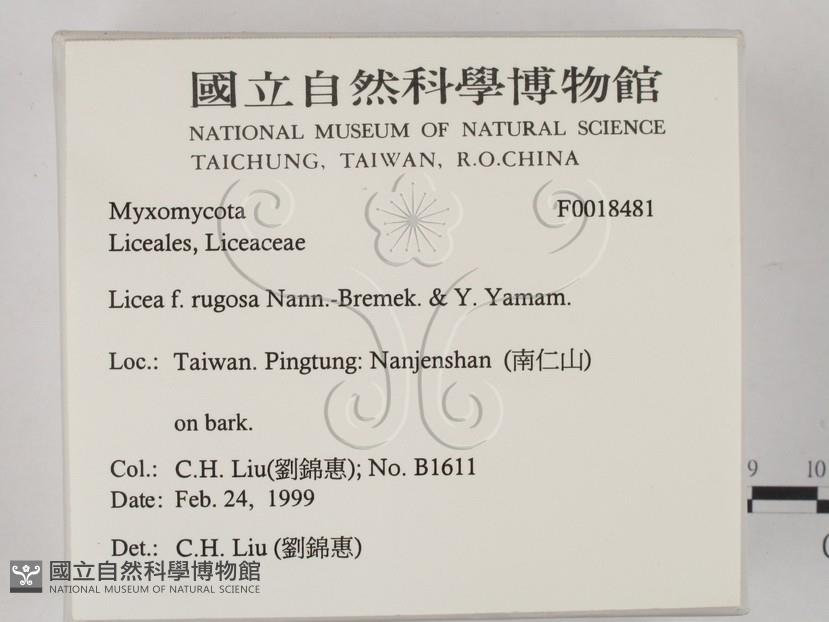 國立自然科學博物館
NATIONAL MUSEUM OF NATURAL SCIENCE
TAICHUNG, TAIWAN, R.O.CHINA
Myxomycota F0018481
Liceales, Liceaceae
Licea f. rugosa Nann.-Bremek. & Y. Yamam.
Loc.: Taiwan. Pingtung: Nanjenshan (南仁山)
on bark.
Col.: C.H. Liu(劉錦惠); No. B1611
Date: Feb. 24, 1999
Det.: C.H. Liu (劉錦惠)
9 10
國立自然科學博物館
NATIONAL MUSEUM OF NATURAL SCIENCE